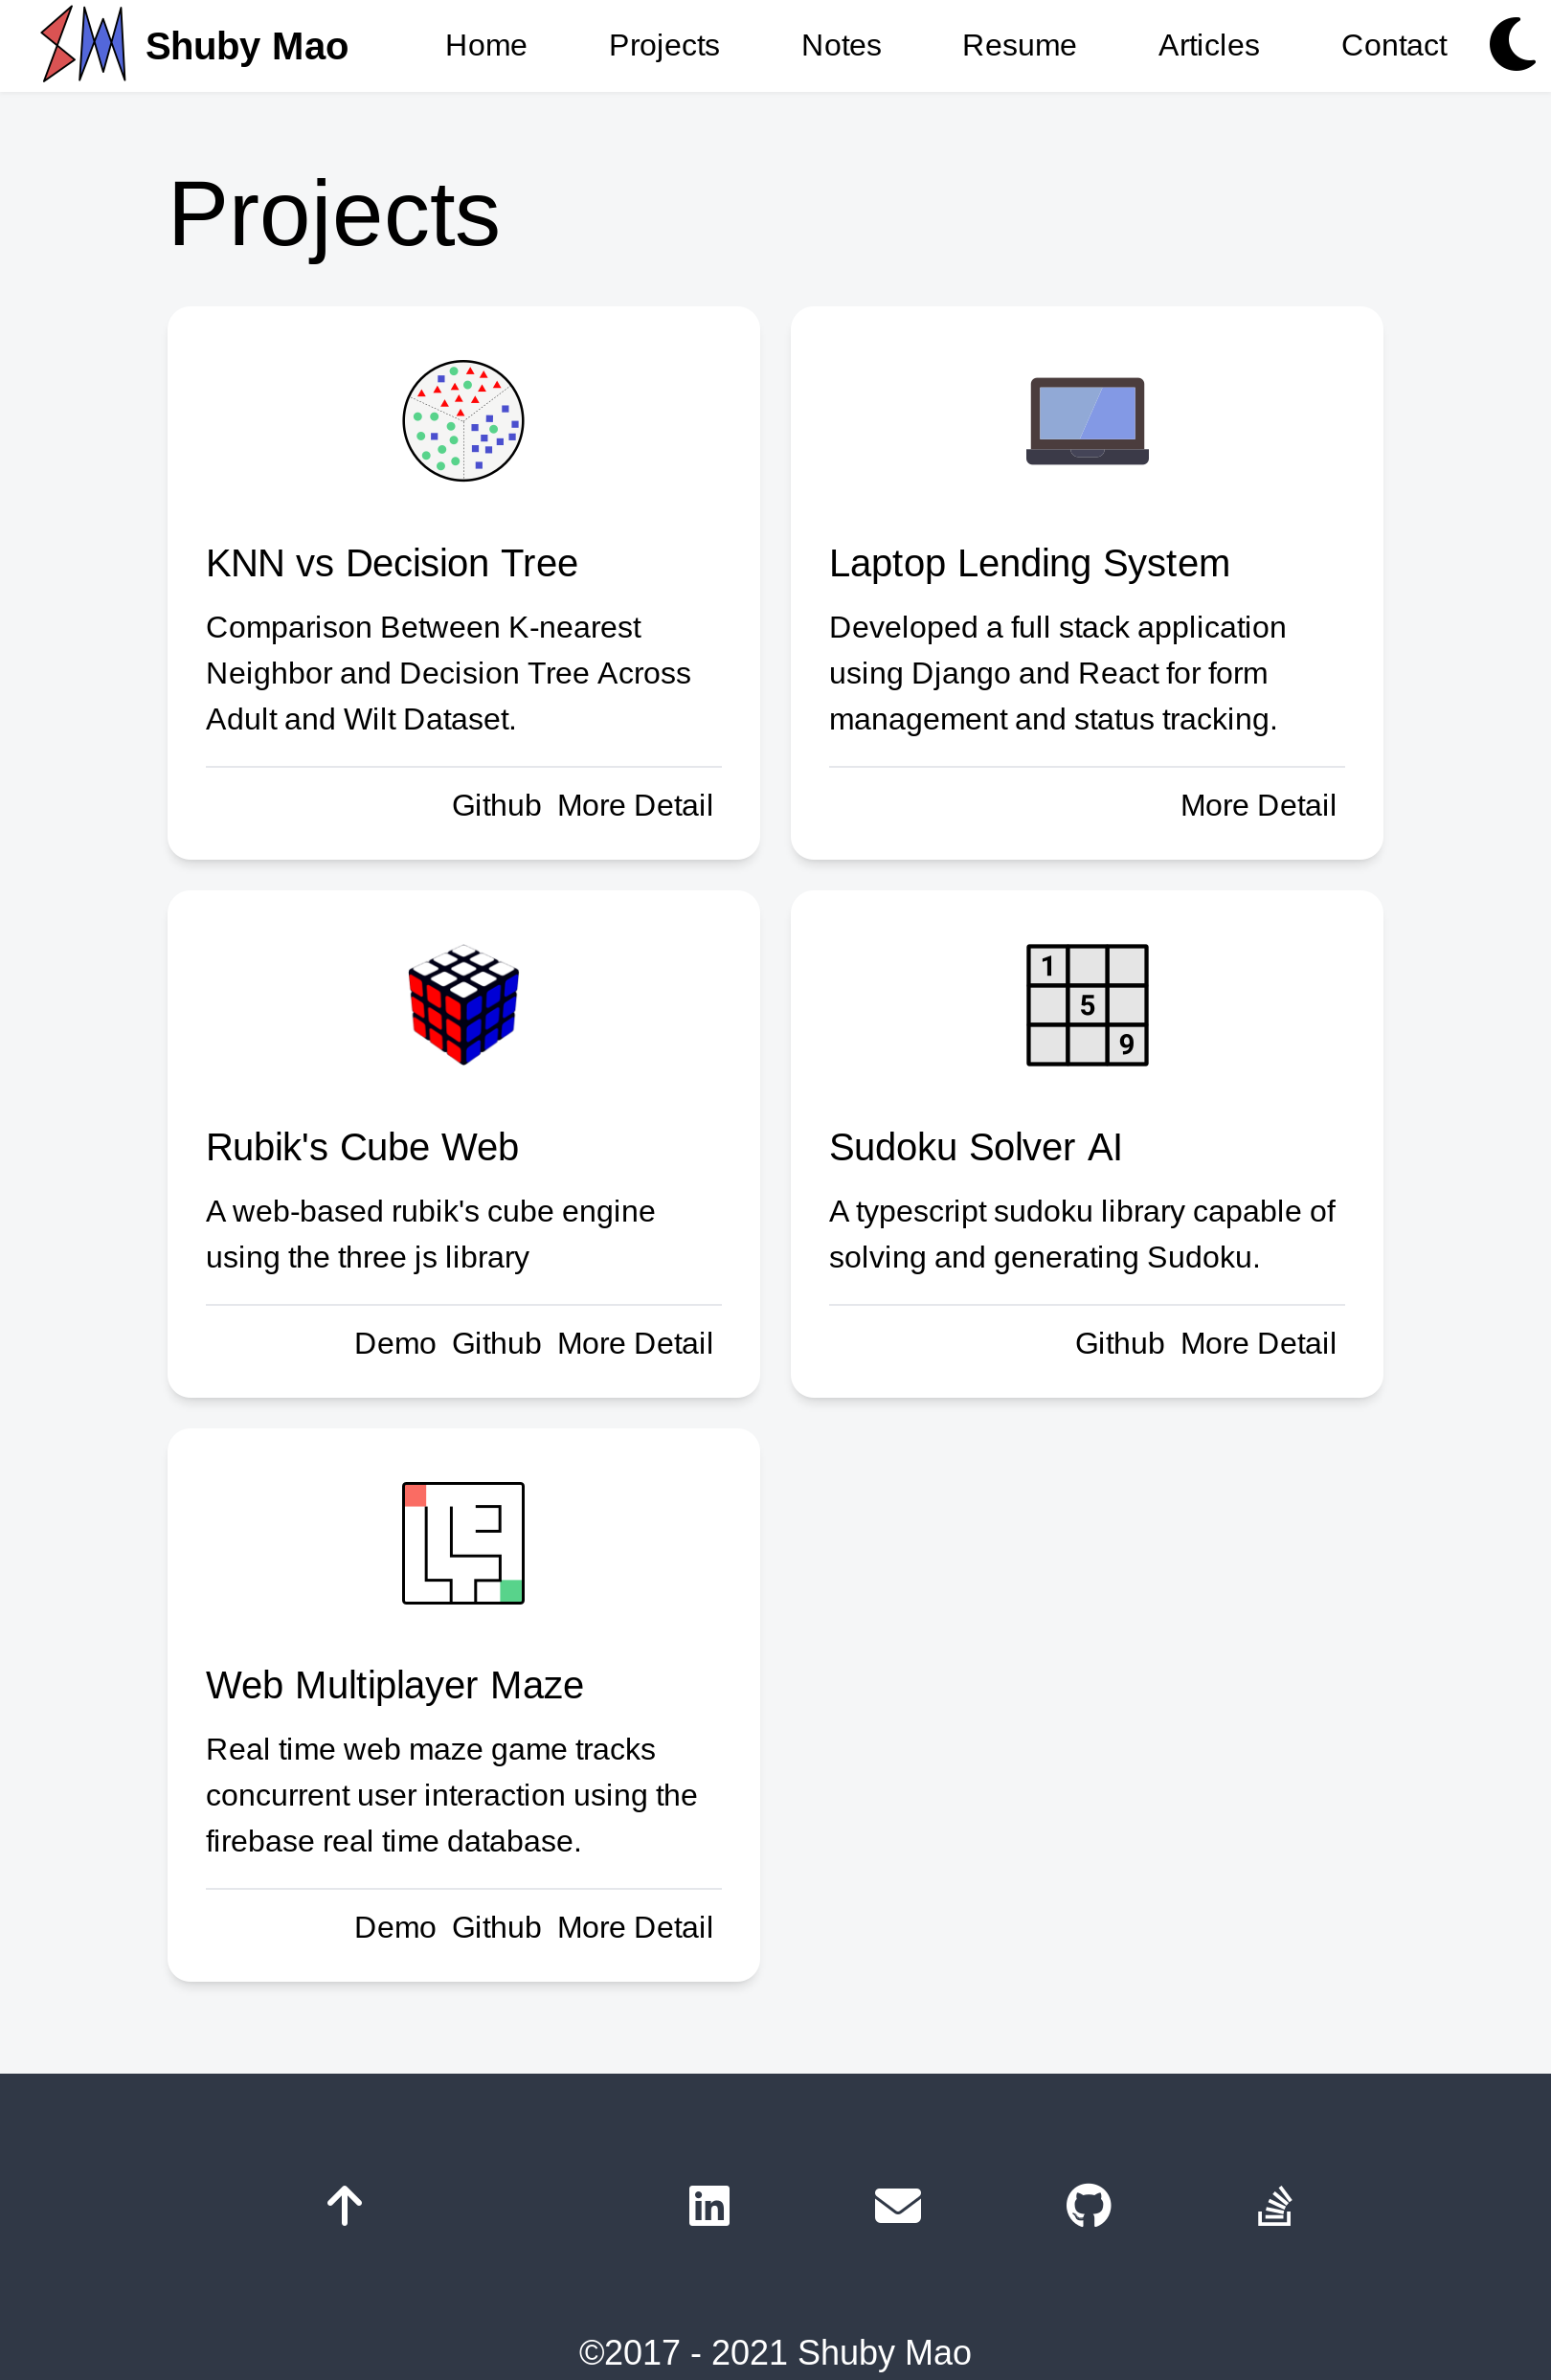 Shuby Mao Home Projects Notes Resume Articles Contact
Projects
KNN vs Decision Tree
Comparison Between K-nearest
Neighbor and Decision Tree Across
Adult and Wilt Dataset.
Github More Detail
Laptop Lending System
Developed a full stack application
using Django and React for form
management and status tracking.
More Detail
Rubik's Cube Web
A web-based rubik's cube engine
using the three js library
Demo Github More Detail
1
5
9
Sudoku Solver AI
A typescript sudoku library capable of
solving and generating Sudoku.
Github More Detail
Web Multiplayer Maze
Real time web maze game tracks
concurrent user interaction using the
firebase real time database.
Demo Github More Detail
in
©2017 - 2021 Shuby Mao